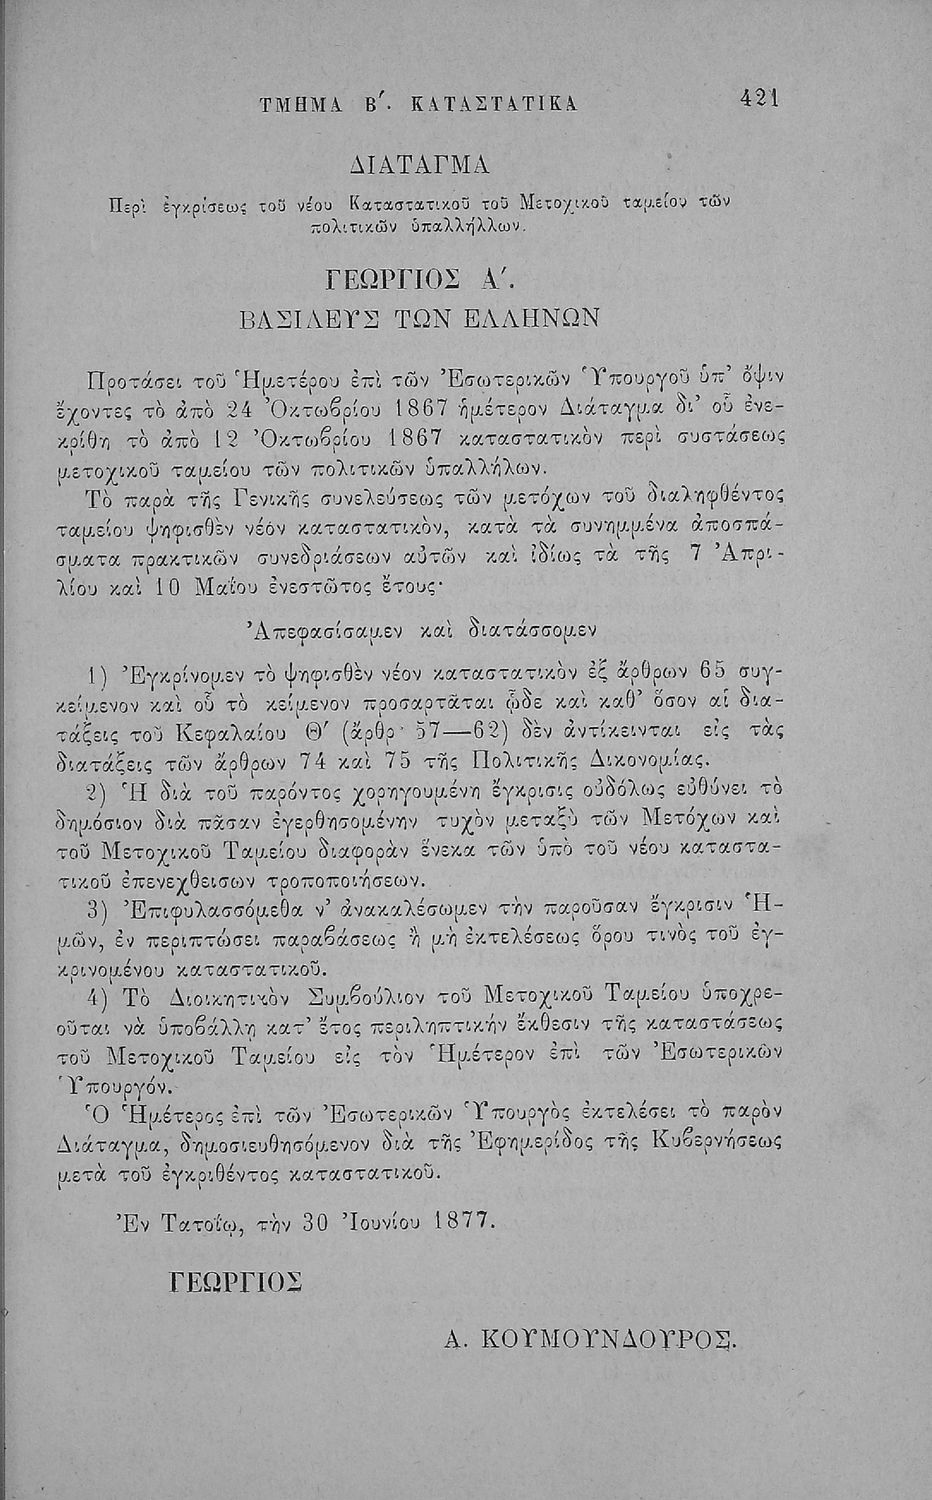 ΤΜΗΜΑ Β΄. ΚΑΤΑΣΤΑΤΙΚΑ 421
ΔΙΑΤΑΓΜΑ
Περὶ ἐγκρίσεως τοῦ νέου Καταστατικοῦ τοῦ Μετοχικοῦ ταμείου τῶν
πολιτικῶν ὑπαλλήλλων.
ΓΕΩΡΓΙΟΣ Α΄.
ΒΑΣΙΛΕΥΣ ΤΩΝ ΕΛΛΗΝΩΝ
Προτάσει τοῦ Ἡμετέρου ἐπὶ τῶν Ἐσωτερικῶν Ὑπουργοῦ ὑπ’ ὄψιν
ἔχοντες τὸ ἀπὸ 24 Ὀκτωβρίου 1867 ἡμέτερον Διάταγμα δι’ οὗ ἐνε-
κρίθη τὸ ἀπὸ 12 Ὀκτωβρίου 1867 καταστατικὸν περὶ συστάσεως
μετοχικοῦ ταμείου τῶν πολιτικῶν ὑπαλλήλων.
Τὸ παρὰ τῆς Γενικῆς συνελεύσεως τῶν μετόχων τοῦ διαληφθέντος
ταμείου ψηφισθὲν νέον καταστατικὸν, κατὰ τὰ συνημμένα ἀποσπά-
σματα πρακτικῶν συνεδριάσεων αὐτῶν καὶ ἰδίως τὰ τῆς 7 Ἀπρι-
λίου καὶ 10 Μαΐου ἐνεστῶτος ἔτους·
Ἀπεφασίσαμεν καὶ διατάσσομεν
1) Ἐγκρίνομεν τὸ ψηφισθὲν νέον καταστατικὸν ἐξ ἄρθρων 65 συγ-
κείμενον καὶ οὗ τὸ κείμενον προσαρτᾶται ᾧδε καὶ καθ’ ὅσον αἱ δια-
τάξεις τοῦ Κεφαλαίου Θ΄ (ἄρθρ· 57—62) δὲν ἀντίκεινται εἰς τὰς
διατάξεις τῶν ἄρθρων 74 καὶ 75 τῆς Πολιτικῆς Δικονομίας.
2) Ἡ διὰ τοῦ παρόντος χορηγουμένη ἔγκρισις οὐδόλως εὐθύνει τὸ
δημόσιον διὰ πᾶσαν ἐγερθησομένην τυχὸν μεταξὺ τῶν Μετόχων καὶ
τοῦ Μετοχικοῦ Ταμείου διαφορὰν ἕνεκα τῶν ὑπὸ τοῦ νέου καταστα-
τικοῦ ἐπενεχθεισων τροποποιήσεων.
3) Ἐπιφυλασσόμεθα ν’ ἀνακαλέσωμεν τὴν παροῦσαν ἔγκρισιν Ἡ-
μῶν, ἐν περιπτώσει παραβάσεως ἢ μὴ ἐκτελέσεως ὅρου τινὸς τοῦ ἐγ-
κρινομένου καταστατικοῦ.
4) Τὸ Διοικητικὸν Συμβούλιον τοῦ Μετοχικοῦ Ταμείου ὑποχρε-
οῦται νὰ ὑποβάλλῃ κατ’ ἔτος περιληπτικήν ἔκθεσιν τῆς καταστάσεως
τοῦ Μετοχικοῦ Ταμείου εἰς τὸν Ἡμέτερον ἐπὶ τῶν Ἐσωτερικῶν
Ὑπουργόν.
Ὁ Ἡμέτερος ἐπὶ τῶν Ἐσωτερικῶν Ὑπουργὸς ἐκτελέσει τὸ παρὸν
Διάταγμα, δημοσιευθησόμενον διὰ τῆς Ἐφημερίδος τῆς Κυβερνήσεως
μετὰ τοῦ ἐγκριθέντος καταστατικοῦ.
Ἐν Τατοΐῳ, τὴν 30 Ἰουνίου 1877.
ΓΕΩΡΓΙΟΣ
Α. ΚΟΥΜΟΥΝΔΟΥΡΟΣ.